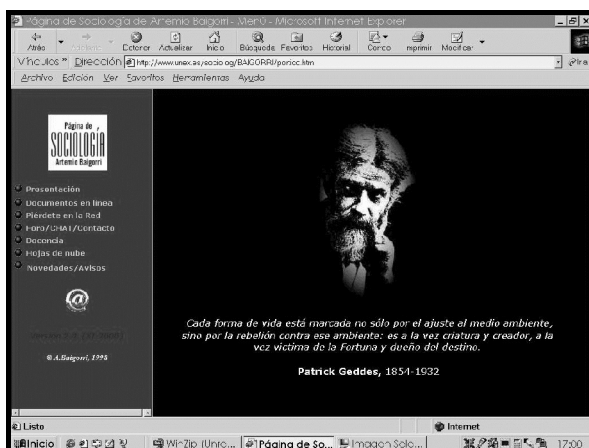 Página de Sociología de Artemio Baigorri - Menú - Microsoft Internet Explorer
Atrás Detener Actualizar Inicio Búsqueda Favoritos Historial Correo Imprimir Modificar
Vínculos » Dirección http://www.unex.es/sociolog/BAIGORRI/poricc.htm Ir a
Archivo Edición Ver Favoritos Herramientas Ayuda
Página de
SOCIOLOGÍA
Artemio Baigorri
Presentación
Documentos en línea
Piérdete en la Red
Foro/CHAT/Contacto
Docencia
Hojas de nube
Novedades/Avisos
@
© A.Baigorri, 1998
Cada forma de vida está marcada no sólo por el ajuste al medio ambiente,
sino por la rebelión contra ese ambiente: es a la vez criatura y creador, a la
vez víctima de la Fortuna y dueño del destino.
Patrick Geddes, 1854-1932
Listo Internet
Inicio WinZip (Unre... Página de So... Imagen Solo... 17:00